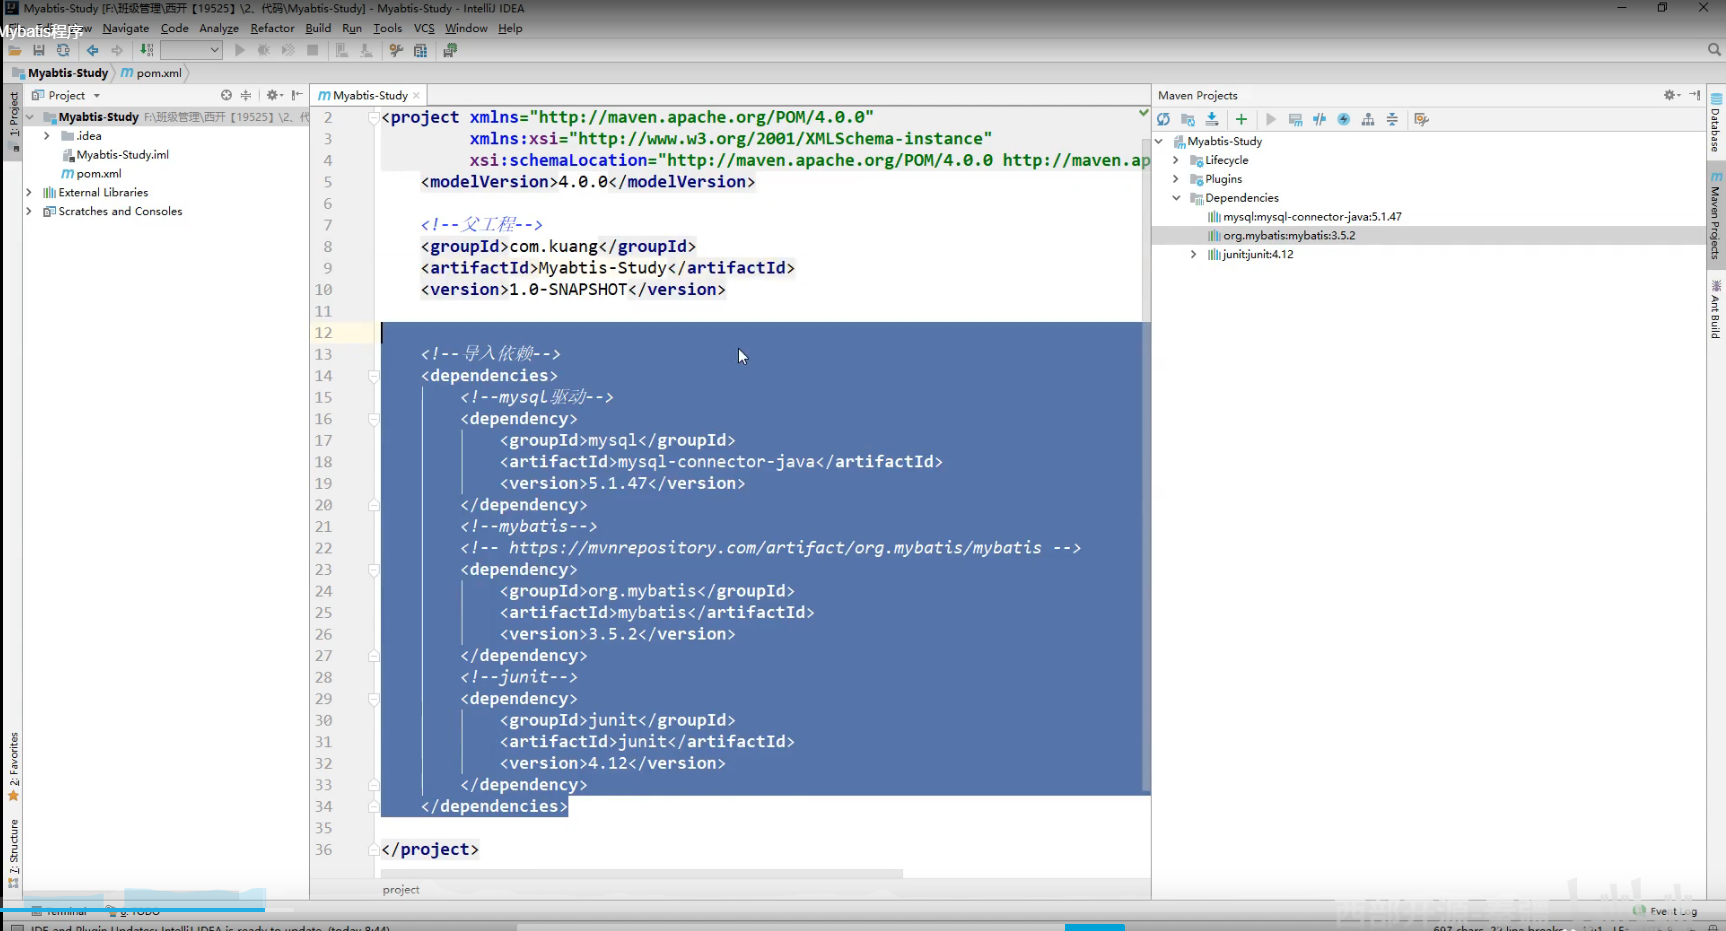 Myabtis-Study [F:\班级管理\西开【19525】\2、代码\Myabtis-Study] - Myabtis-Study - IntelliJ IDEA
Mybatis程序
Navigate Code Analyze Refactor Build Run Tools VCS Window Help
Myabtis-Study pom.xml
Project
Myabtis-Study
Maven Projects
1: Project
Myabtis-Study F:\班级管理\西开【19525】\2、代
.idea
Myabtis-Study.iml
pom.xml
External Libraries
Scratches and Consoles
2 <project xmlns="http://maven.apache.org/POM/4.0.0"
3 xmlns:xsi="http://www.w3.org/2001/XMLSchema-instance"
4 xsi:schemaLocation="http://maven.apache.org/POM/4.0.0 http://maven.ap
5 <modelVersion>4.0.0</modelVersion>
6
7 <!--父工程-->
8 <groupId>com.kuang</groupId>
9 <artifactId>Myabtis-Study</artifactId>
10 <version>1.0-SNAPSHOT</version>
11
12
13 <!--导入依赖-->
14 <dependencies>
15 <!--mysql驱动-->
16 <dependency>
17 <groupId>mysql</groupId>
18 <artifactId>mysql-connector-java</artifactId>
19 <version>5.1.47</version>
20 </dependency>
21 <!--mybatis-->
22 <!-- https://mvnrepository.com/artifact/org.mybatis/mybatis -->
23 <dependency>
24 <groupId>org.mybatis</groupId>
25 <artifactId>mybatis</artifactId>
26 <version>3.5.2</version>
27 </dependency>
28 <!--junit-->
29 <dependency>
30 <groupId>junit</groupId>
31 <artifactId>junit</artifactId>
32 <version>4.12</version>
33 </dependency>
34 </dependencies>
35
36 </project>
project
Myabtis-Study
Lifecycle
Plugins
Dependencies
mysql:mysql-connector-java:5.1.47
org.mybatis:mybatis:3.5.2
junit:junit:4.12
Database
Maven Projects
Ant Build
2: Favorites
7: Structure
Terminal 6: TODO
Event Log
IDE and Plugin Updates: IntelliJ IDEA is ready to update. (today 8:44)